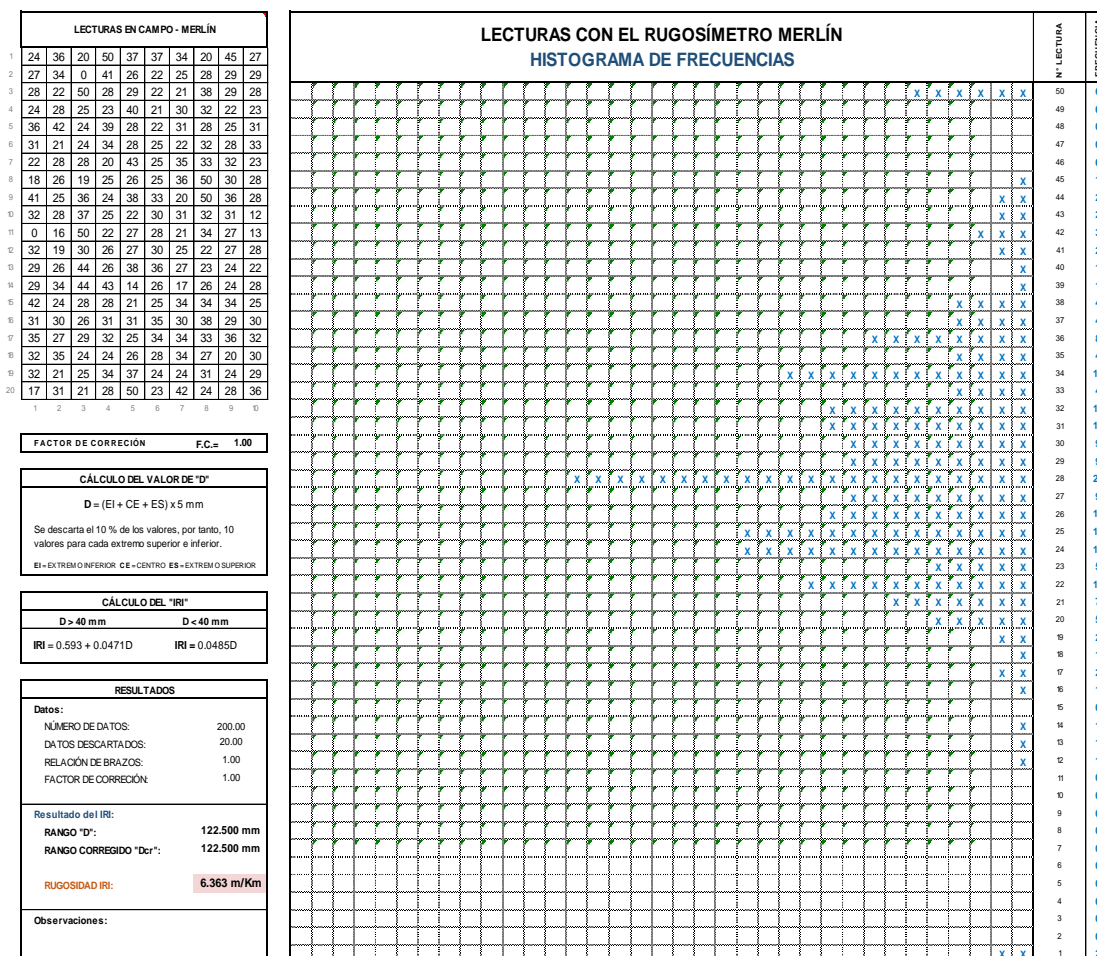 LECTURAS EN CAMPO - MERLÍN
1 24 36 20 50 37 37 34 20 45 27
2 27 34 0 41 26 22 25 28 29 29
3 28 22 50 28 29 22 21 38 29 28
4 24 28 25 23 40 21 30 32 22 23
5 36 42 24 39 28 22 31 28 25 31
6 31 21 24 34 28 25 22 32 28 33
7 22 28 28 20 43 25 35 33 32 23
8 18 26 19 25 26 25 36 50 30 28
9 41 25 36 24 38 33 20 50 36 28
10 32 28 37 25 22 30 31 32 31 12
11 0 16 50 22 27 28 21 34 27 13
12 32 19 30 26 27 30 25 22 27 28
13 29 26 44 26 38 36 27 23 24 22
14 29 34 44 43 14 26 17 26 24 28
15 42 24 28 28 21 25 34 34 34 25
16 31 30 26 31 31 35 30 38 29 30
17 35 27 29 32 25 34 34 33 36 32
18 32 35 24 24 26 28 34 27 20 30
19 32 21 25 34 37 24 24 31 24 29
20 17 31 21 28 50 23 42 24 28 36
1 2 3 4 5 6 7 8 9 10
FACTOR DE CORRECIÓN F.C.= 1.00
CÁLCULO DEL VALOR DE "D"
D = (EI + CE + ES) x 5 mm
Se descarta el 10 % de los valores, por tanto, 10
valores para cada extremo superior e inferior.
EI = EXTREMO INFERIOR CE = CENTRO ES = EXTREMO SUPERIOR
CÁLCULO DEL "IRI"
D > 40 mm D < 40 mm
IRI = 0.593 + 0.0471D IRI = 0.0485D
RESULTADOS
Datos:
NÚMERO DE DATOS: 200.00
DATOS DESCARTADOS: 20.00
RELACIÓN DE BRAZOS: 1.00
FACTOR DE CORRECIÓN: 1.00
Resultado del IRI:
RANGO "D": 122.500 mm
RANGO CORREGIDO "Dcr": 122.500 mm
RUGOSIDAD IRI: 6.363 m/Km
Observaciones:
LECTURAS CON EL RUGOSÍMETRO MERLÍN
HISTOGRAMA DE FRECUENCIAS
N° LECTURA
X X X X X X 50
49
48
47
46
X 45
X X 44
X X 43
X X X 42
X X 41
X 40
X 39
X X X X 38
X X X X 37
X X X X X X X X 36
X X X X 35
X X X X X X X X X X X X 34
X X X X 33
X X X X X X X X X X 32
X X X X X X X X X X 31
X X X X X X X X X 30
X X X X X X X X X 29
X X X X X X X X X X X X X X X X X X X X X X 28
X X X X X X X X X 27
X X X X X X X X X X 26
X X X X X X X X X X X X X X 25
X X X X X X X X X X X X X X 24
X X X X X 23
X X X X X X X X X X X 22
X X X X X X X 21
X X X X X 20
X X 19
X 18
X X 17
X 16
15
X 14
X 13
X 12
11
10
9
8
7
6
5
4
3
2
X X 1